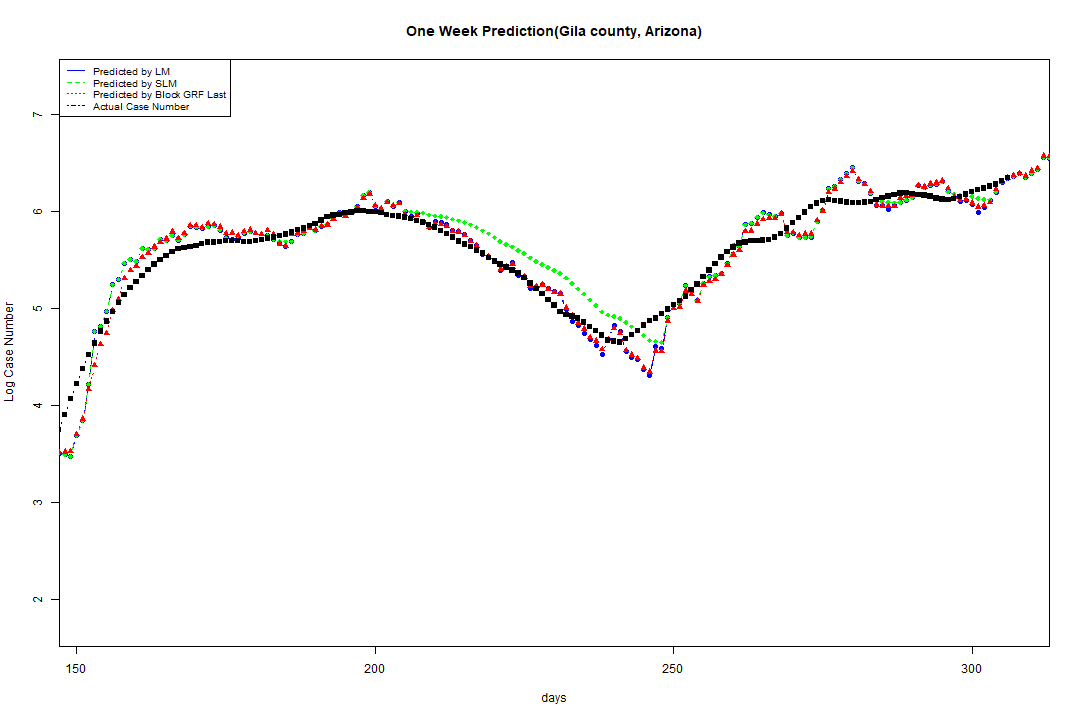 One Week Prediction(Gila county, Arizona)
Predicted by LM
Predicted by SLM
Predicted by Block GRF Last
Actual Case Number
7
6
5
4
3
2
Log Case Number
150 200 250 300
days